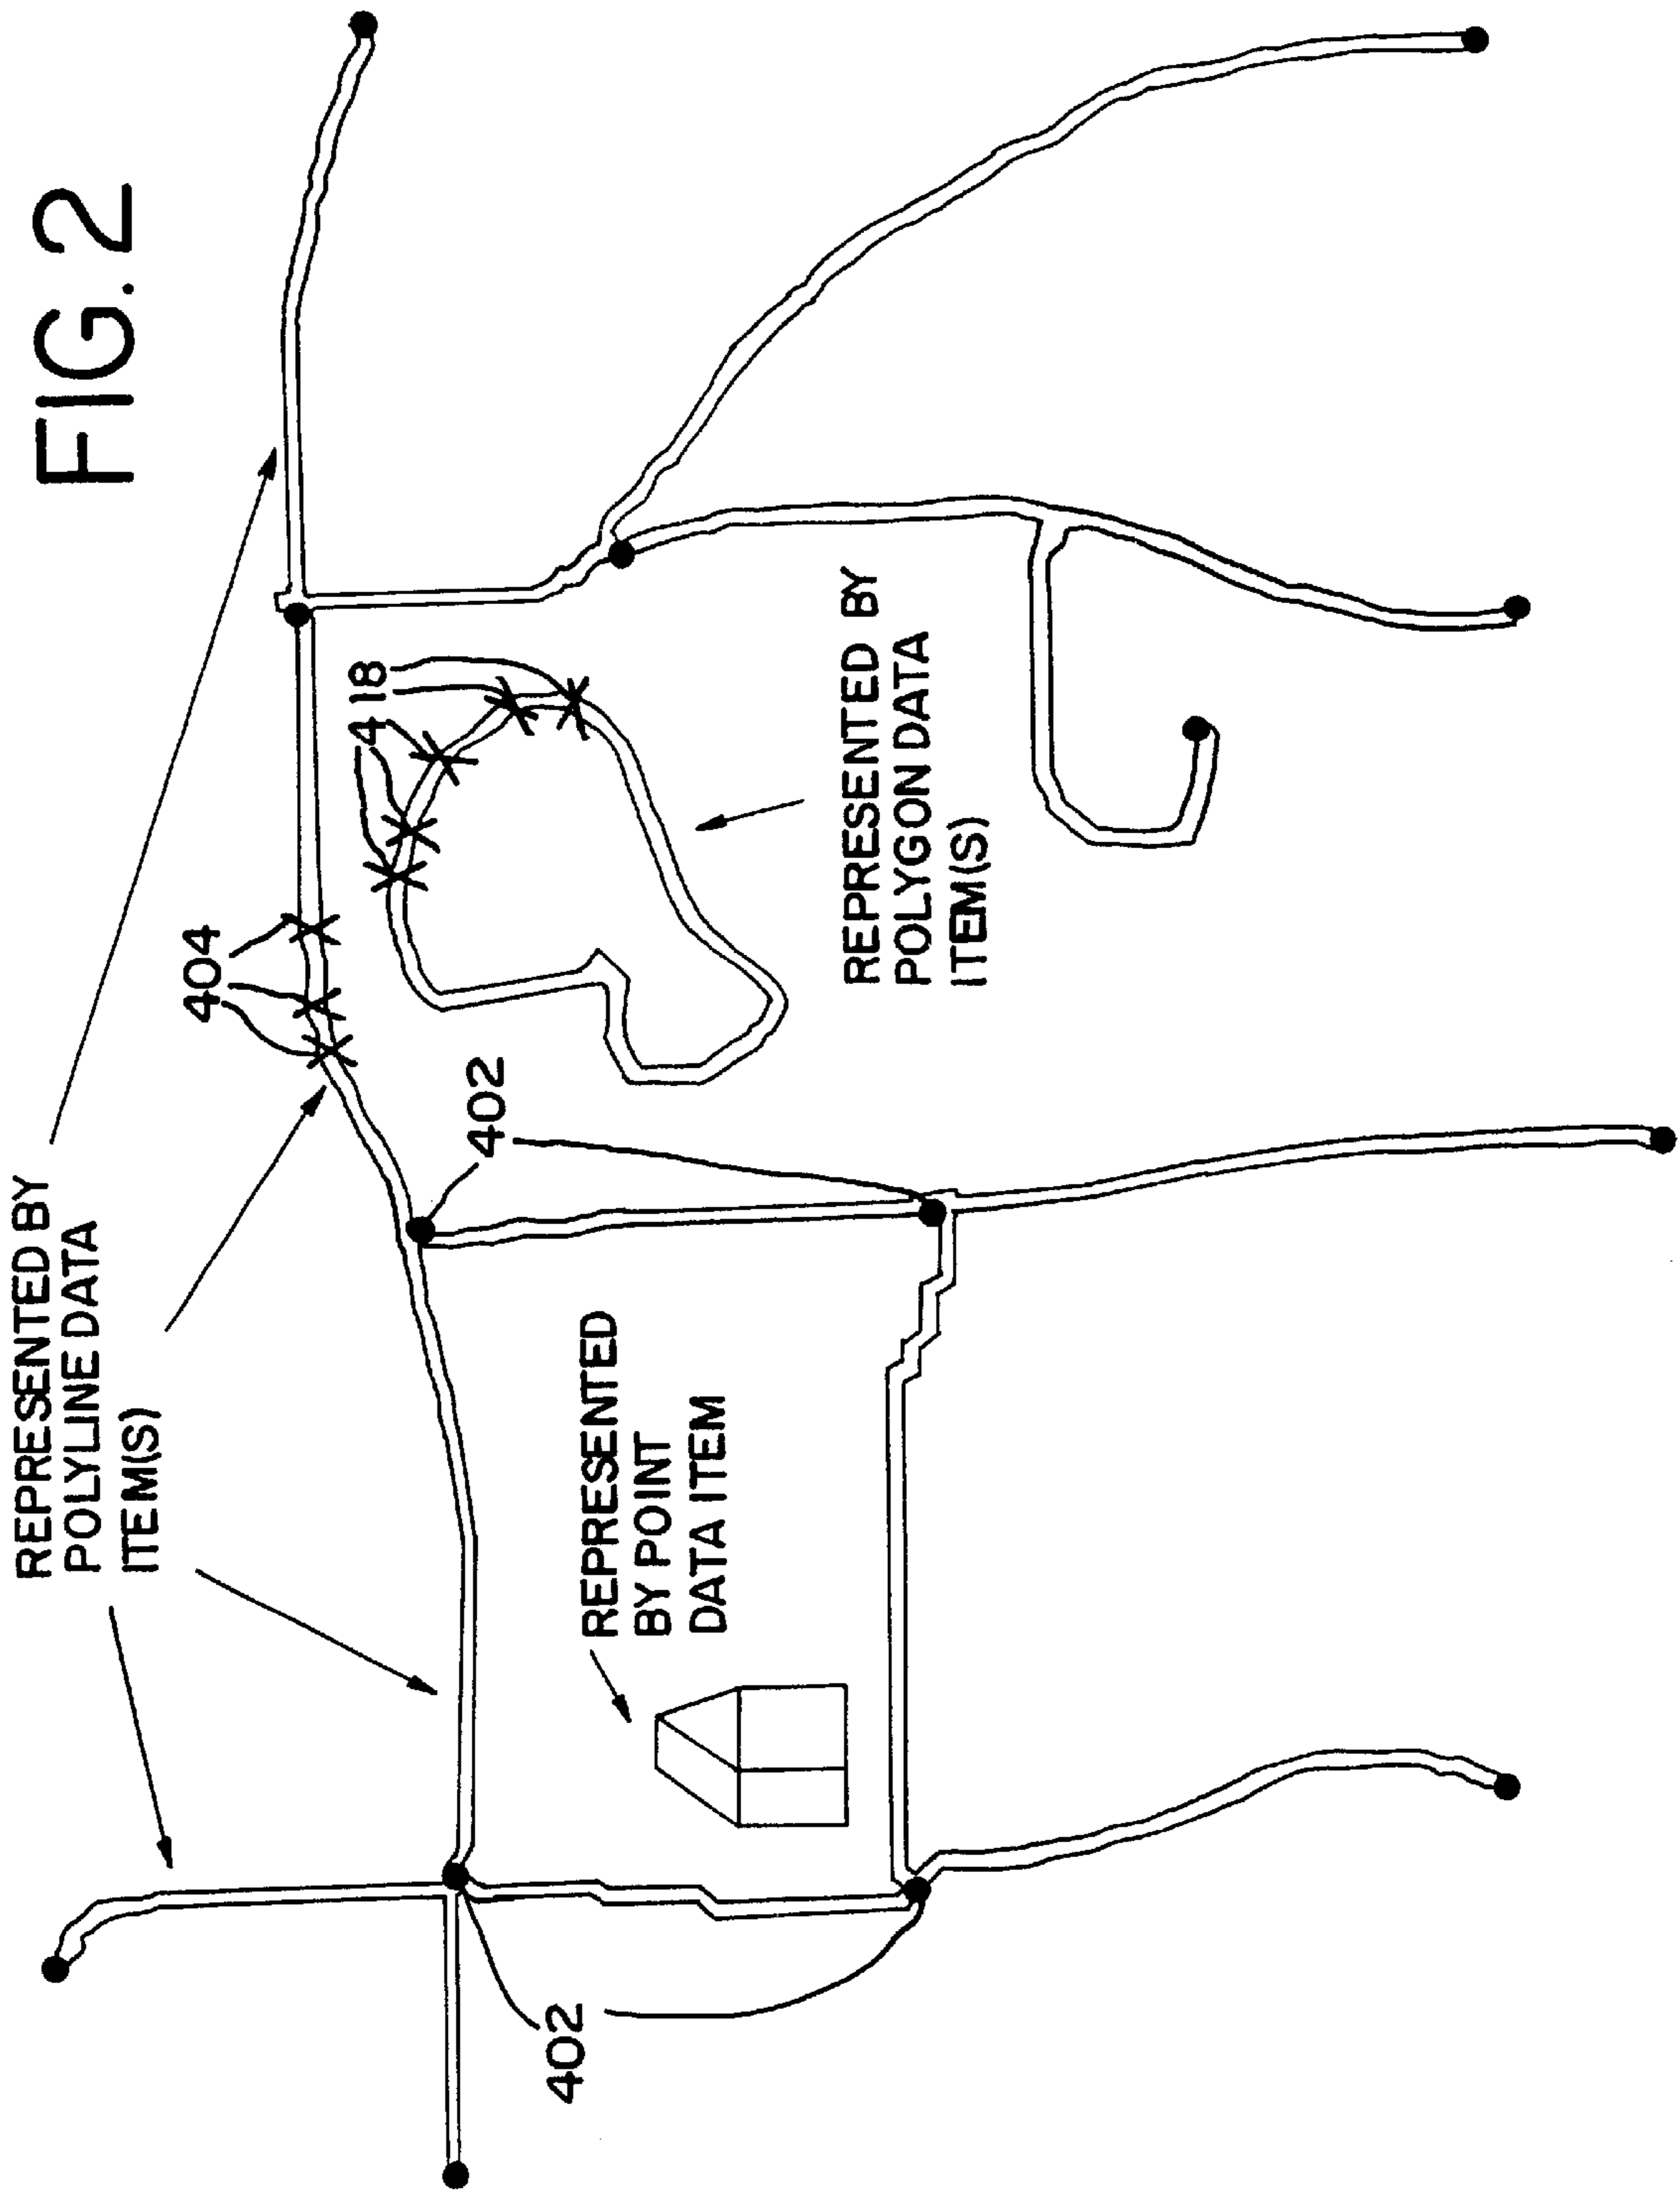 FIG. 2
REPRESENTED BY
POLYLINE DATA
ITEM(S)
404
418
402
REPRESENTED BY
POLYGON DATA
ITEM(S)
REPRESENTED
BY POINT
DATA ITEM
402